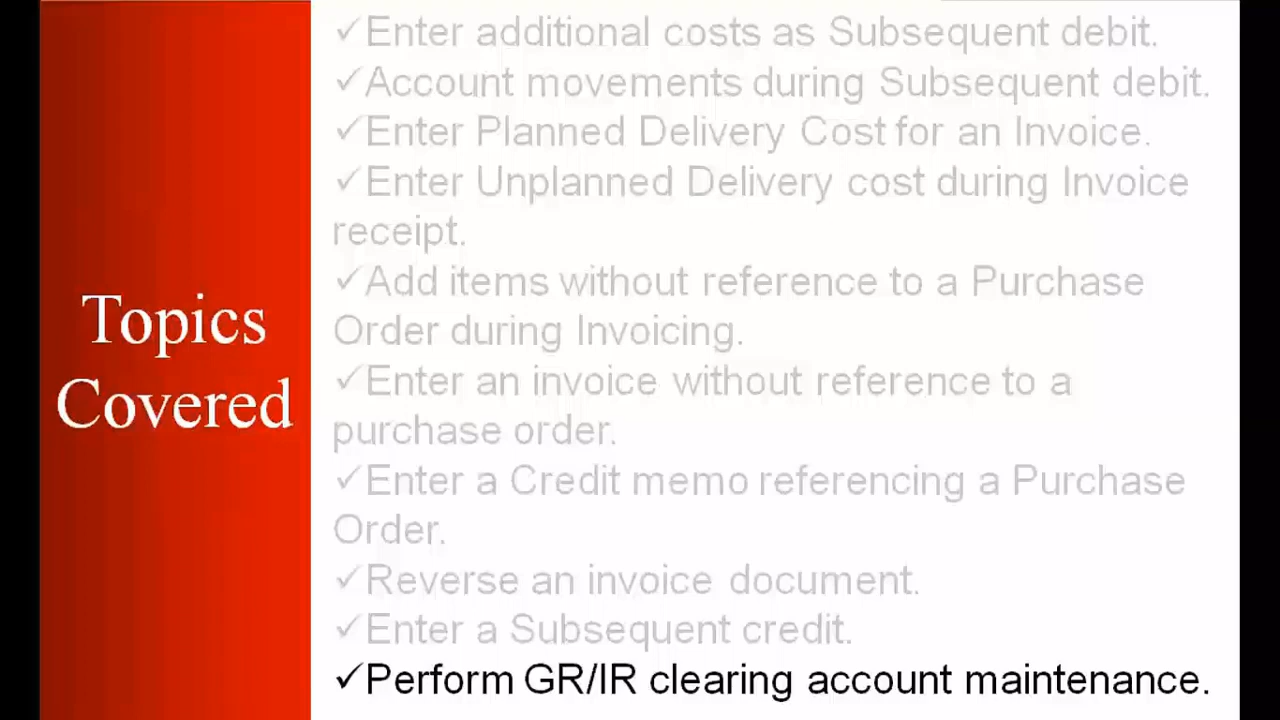 Topics
Covered
✓Enter additional costs as Subsequent debit.
✓Account movements during Subsequent debit.
✓Enter Planned Delivery Cost for an Invoice.
✓Enter Unplanned Delivery cost during Invoice
receipt.
✓Add items without reference to a Purchase
Order during Invoicing.
✓Enter an invoice without reference to a
purchase order.
✓Enter a Credit memo referencing a Purchase
Order.
✓Reverse an invoice document.
✓Enter a Subsequent credit.
✓Perform GR/IR clearing account maintenance.